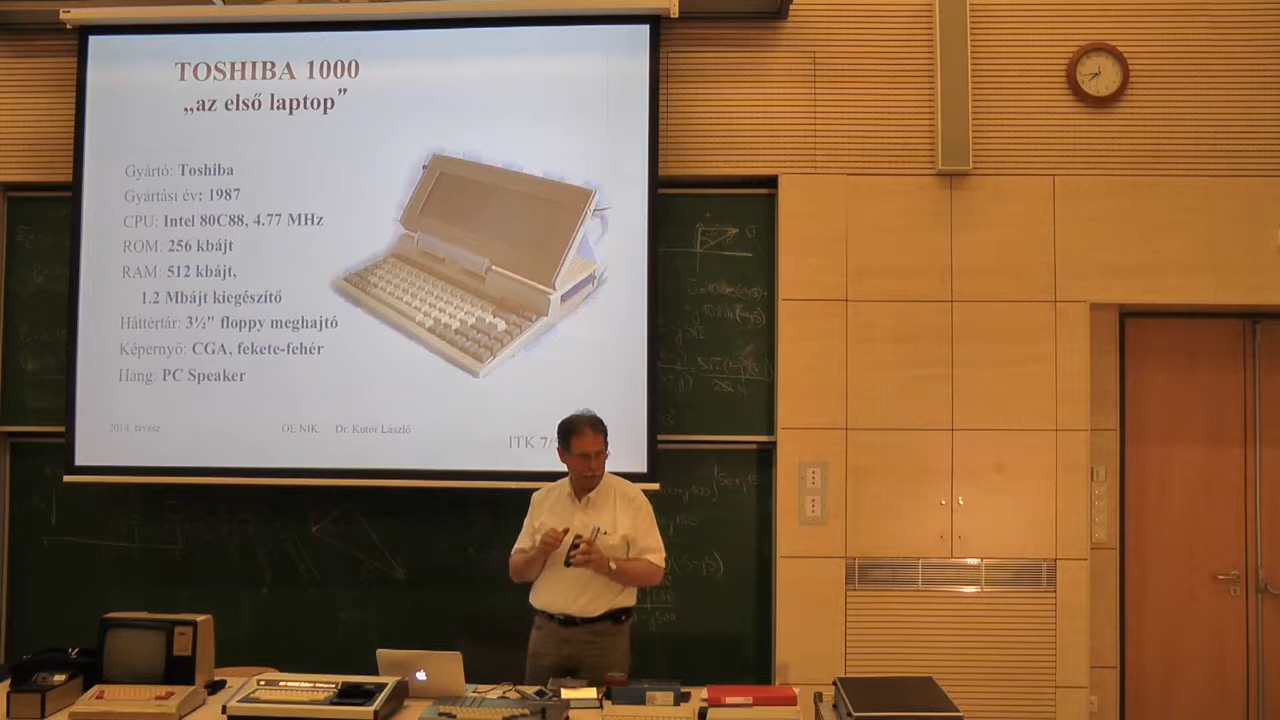 TOSHIBA 1000
„az első laptop”
Gyártó: Toshiba
Gyártási év: 1987
CPU: Intel 80C88, 4.77 MHz
ROM: 256 kbájt
RAM: 512 kbájt,
1.2 Mbájt kiegészítő
Háttértár: 3½" floppy meghajtó
Képernyő: CGA, fekete-fehér
Hang: PC Speaker
2014. tavasz
OE NIK. Dr. Kutor László
ITK 7/